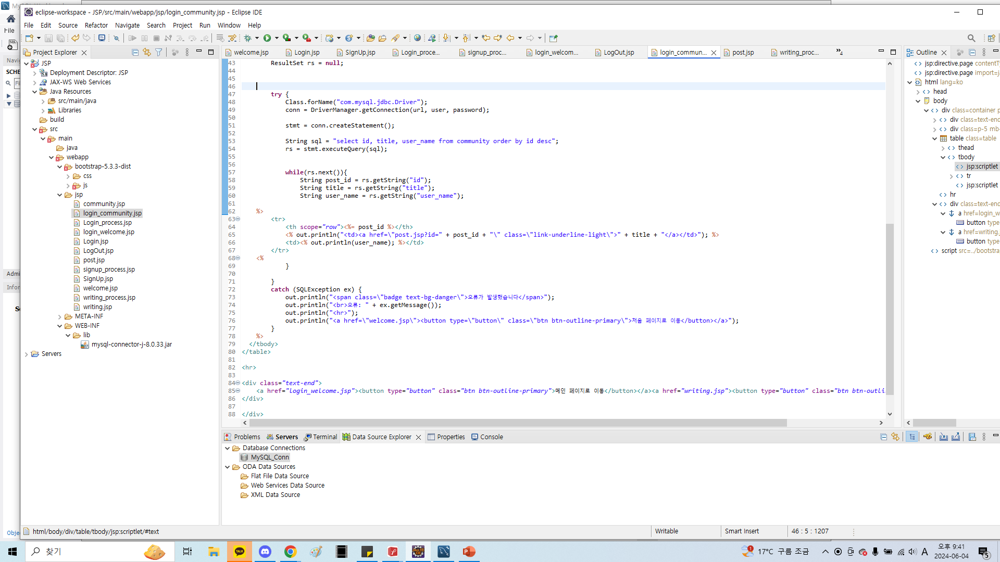 eclipse-workspace - JSP/src/main/webapp/jsp/login_community.jsp - Eclipse IDE
File Edit Source Refactor Navigate Search Project Run Window Help
File
Project Explorer
welcome.jsp Login.jsp SignUp.jsp Login_proce... signup_proc... login_welcom... LogOut.jsp login_commun... post.jsp writing_proc... 4
Outline
Navi
SCHE
Fi
Admi
Infor
Obje
JSP
Deployment Descriptor: JSP
JAX-WS Web Services
Java Resources
src/main/java
Libraries
build
src
main
java
webapp
bootstrap-5.3.3-dist
css
js
jsp
community.jsp
login_community.jsp
Login_process.jsp
login_welcome.jsp
Login.jsp
LogOut.jsp
post.jsp
signup_process.jsp
SignUp.jsp
welcome.jsp
writing_process.jsp
writing.jsp
META-INF
WEB-INF
lib
mysql-connector-j-8.0.33.jar
Servers
43 ResultSet rs = null;
44
45
46
47 try {
48 Class.forName("com.mysql.jdbc.Driver");
49 conn = DriverManager.getConnection(url, user, password);
50
51 stmt = conn.createStatement();
52
53 String sql = "select id, title, user_name from community order by id desc";
54 rs = stmt.executeQuery(sql);
55
56
57 while(rs.next()){
58 String post_id = rs.getString("id");
59 String title = rs.getString("title");
60 String user_name = rs.getString("user_name");
61
62 %>
63 <tr>
64 <th scope="row"><%= post_id %></th>
65 <% out.println("<td><a href=\"post.jsp?id=" + post_id + "\" class=\"link-underline-light\">" + title + "</a></td>"); %>
66 <td><% out.println(user_name); %></td>
67 </tr>
68 <%
69 }
70
71 }
72 catch (SQLException ex) {
73 out.println("<span class=\"badge text-bg-danger\">오류가 발생했습니다</span>");
74 out.println("<br>오류: " + ex.getMessage());
75 out.println("<hr>");
76 out.println("<a href=\"welcome.jsp\"><button type=\"button\" class=\"btn btn-outline-primary\">처음 페이지로 이동</button></a>");
77 }
78 %>
79 </tbody>
80 </table>
81
82 <hr>
83
84 <div class="text-end">
85 <a href="login_welcome.jsp"><button type="button" class="btn btn-outline-primary">메인 페이지로 이동</button></a><a href="writing.jsp"><button type="button" class="btn btn-outli
86 </div>
87
88 </div>
jsp:directive.page contentT
jsp:directive.page import=j
html lang=ko
head
body
div class=container p
div class=text-end
div class=p-5 mb-
table class=table
thead
tbody
jsp:scriptlet
tr
jsp:scriptlet
hr
div class=text-end
a href=login_w
button type
a href=writing.
button type
script src=../bootstra
Problems Servers Terminal Data Source Explorer Properties Console
Database Connections
MySQL_Conn
ODA Data Sources
Flat File Data Source
Web Services Data Source
XML Data Source
html/body/div/table/tbody/jsp:scriptlet/#text
Writable Smart Insert 46 : 5 : 1207
찾기
TALK
17°C 구름 조금
A
오후 9:41
2024-06-04
5